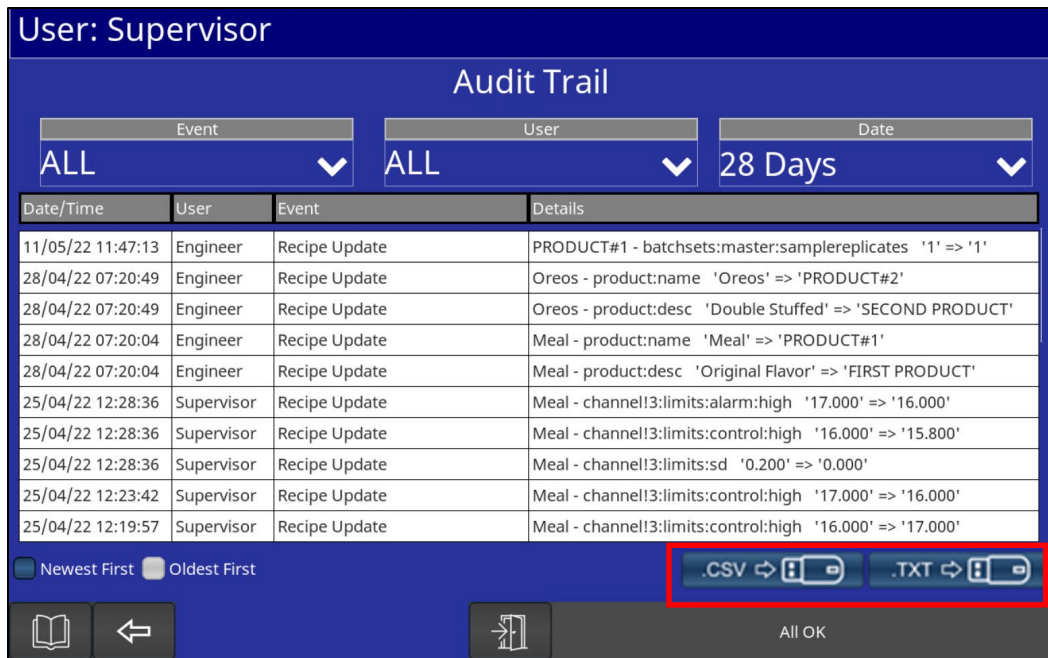 User: Supervisor
Audit Trail
Event User Date
ALL ALL 28 Days
Date/Time User Event Details
11/05/22 11:47:13 Engineer Recipe Update PRODUCT#1 - batchsets:master:samplereplicates '1' => '1'
28/04/22 07:20:49 Engineer Recipe Update Oreos - product:name 'Oreos' => 'PRODUCT#2'
28/04/22 07:20:49 Engineer Recipe Update Oreos - product:desc 'Double Stuffed' => 'SECOND PRODUCT'
28/04/22 07:20:04 Engineer Recipe Update Meal - product:name 'Meal' => 'PRODUCT#1'
28/04/22 07:20:04 Engineer Recipe Update Meal - product:desc 'Original Flavor' => 'FIRST PRODUCT'
25/04/22 12:28:36 Supervisor Recipe Update Meal - channel!3:limits:alarm:high '17.000' => '16.000'
25/04/22 12:28:36 Supervisor Recipe Update Meal - channel!3:limits:control:high '16.000' => '15.800'
25/04/22 12:28:36 Supervisor Recipe Update Meal - channel!3:limits:sd '0.200' => '0.000'
25/04/22 12:23:42 Supervisor Recipe Update Meal - channel!3:limits:control:high '17.000' => '16.000'
25/04/22 12:19:57 Supervisor Recipe Update Meal - channel!3:limits:control:high '16.000' => '17.000'
Newest First Oldest First .CSV .TXT
All OK